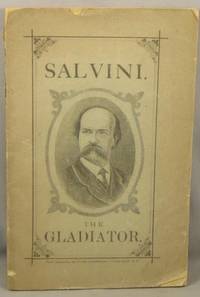 SALVINI.
THE
GLADIATOR.